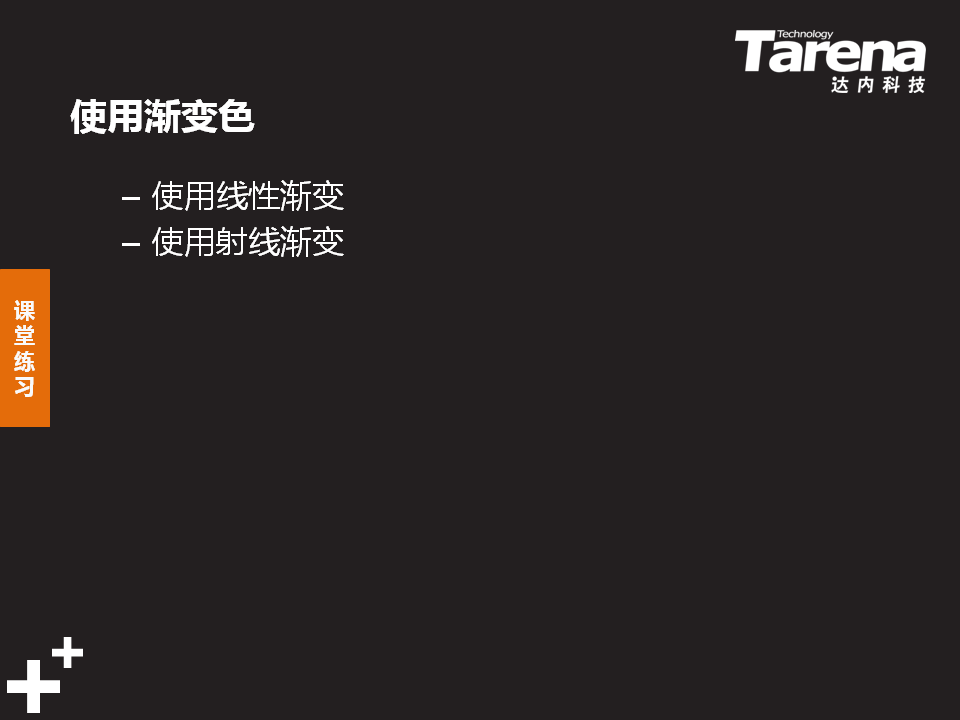 Technology
Tarena
达内科技
使用渐变色
– 使用线性渐变
– 使用射线渐变
课堂练习